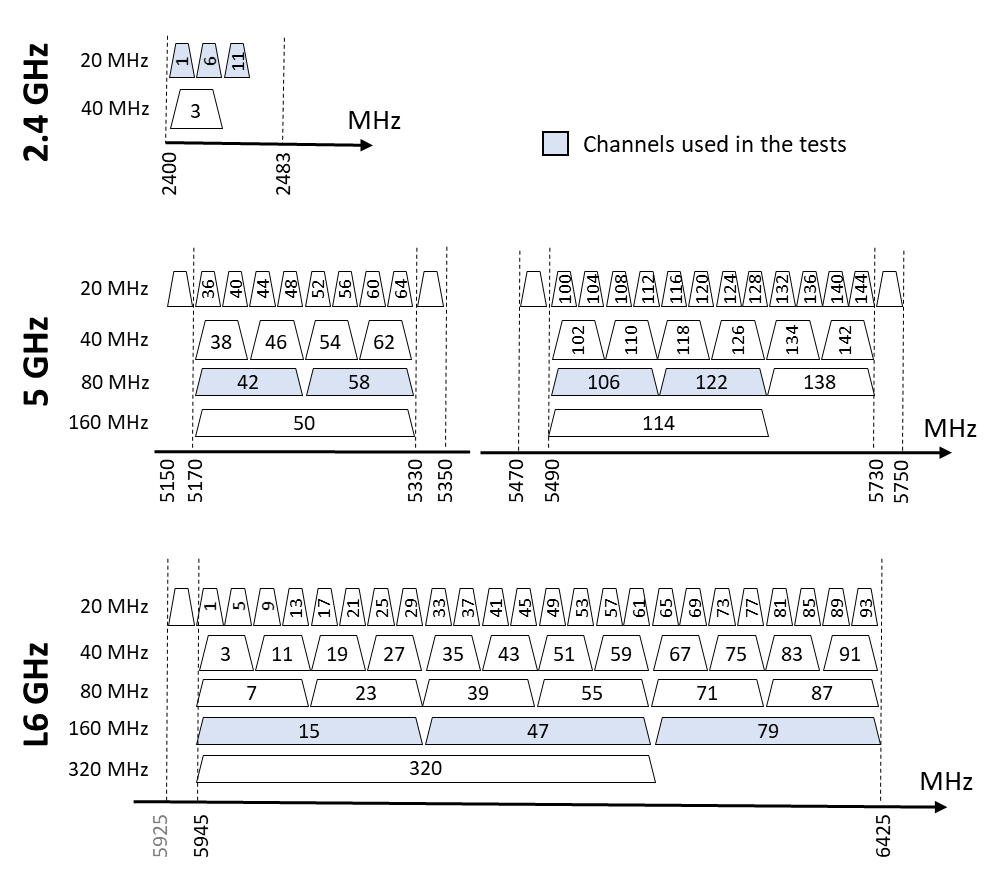 2.4 GHz
20 MHz 1 6 11
40 MHz 3
MHz
2400 2483
Channels used in the tests
5 GHz
20 MHz 36 40 44 48 52 56 60 64 100 104 108 112 116 120 124 128 132 136 140 144
40 MHz 38 46 54 62 102 110 118 126 134 142
80 MHz 42 58 106 122 138
160 MHz 50 114
MHz
5150 5170 5330 5350 5470 5490 5730 5750
L6 GHz
20 MHz 1 5 9 13 17 21 25 29 33 37 41 45 49 53 57 61 65 69 73 77 81 85 89 93
40 MHz 3 11 19 27 35 43 51 59 67 75 83 91
80 MHz 7 23 39 55 71 87
160 MHz 15 47 79
320 MHz 320
MHz
5925 5945 6425